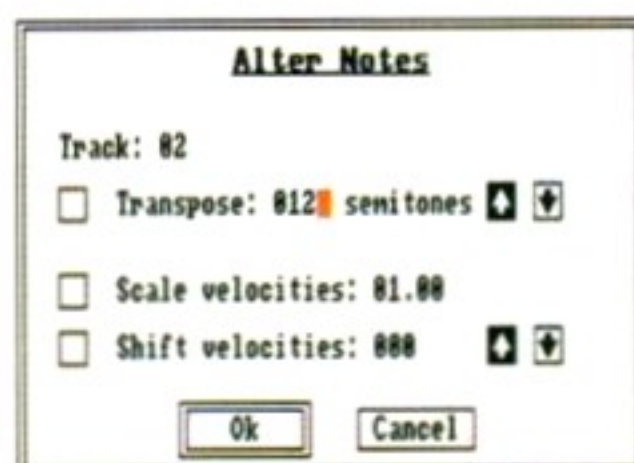 Alter Notes
Track: 02
Transpose: 012 semitones
Scale velocities: 01.00
Shift velocities: 000
Ok Cancel